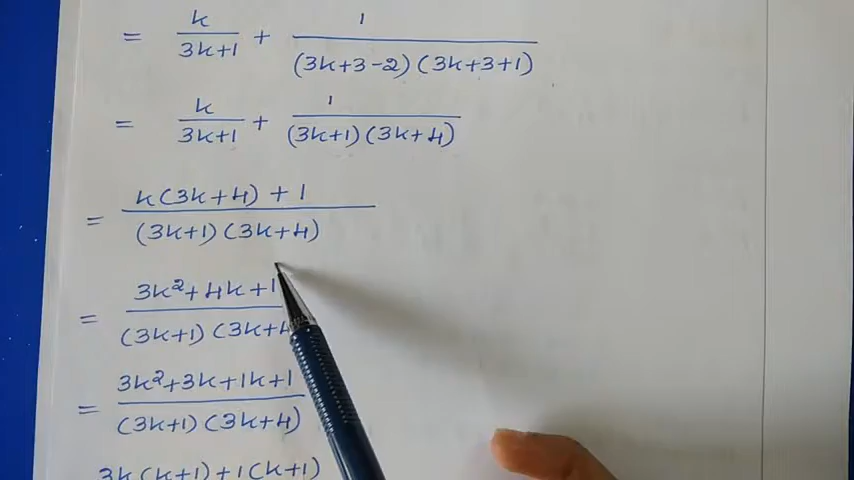 = k/3k+1 + 1/(3k+3-2)(3k+3+1)
= k/3k+1 + 1/(3k+1)(3k+4)
= k(3k+4)+1/(3k+1)(3k+4)
= 3k²+4k+1/(3k+1)(3k+4
= 3k²+3k+1k+1/(3k+1)(3k+4)
3k(k+1)+1(k+1)